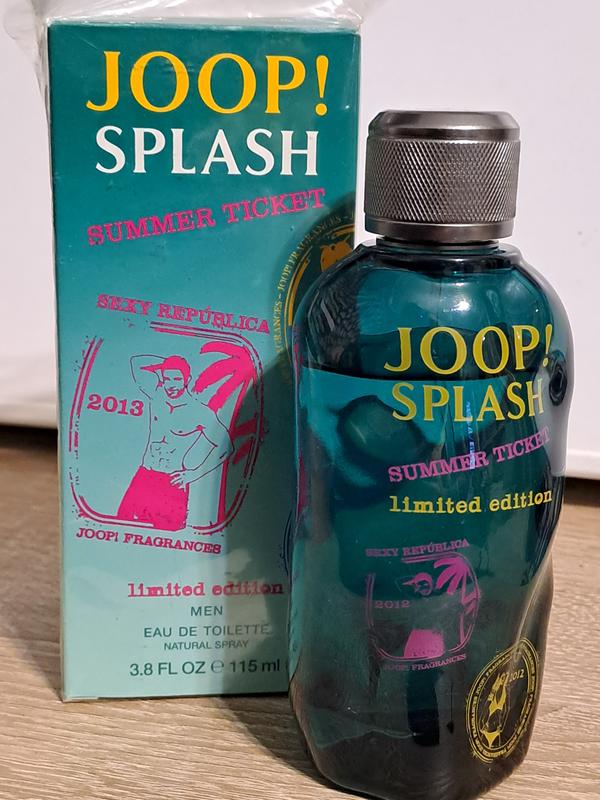 JOOP!
SPLASH
SUMMER TICKET
SEXY REPÚBLICA
2013
JOOP! FRAGRANCES
limited edition
MEN
EAU DE TOILETTE
NATURAL SPRAY
3.8 FL OZ ℮ 115 ml
JOOP!
SPLASH
SUMMER TICKET
limited edition
SEXY REPÚBLICA
2012
JOOP! FRAGRANCES
2012